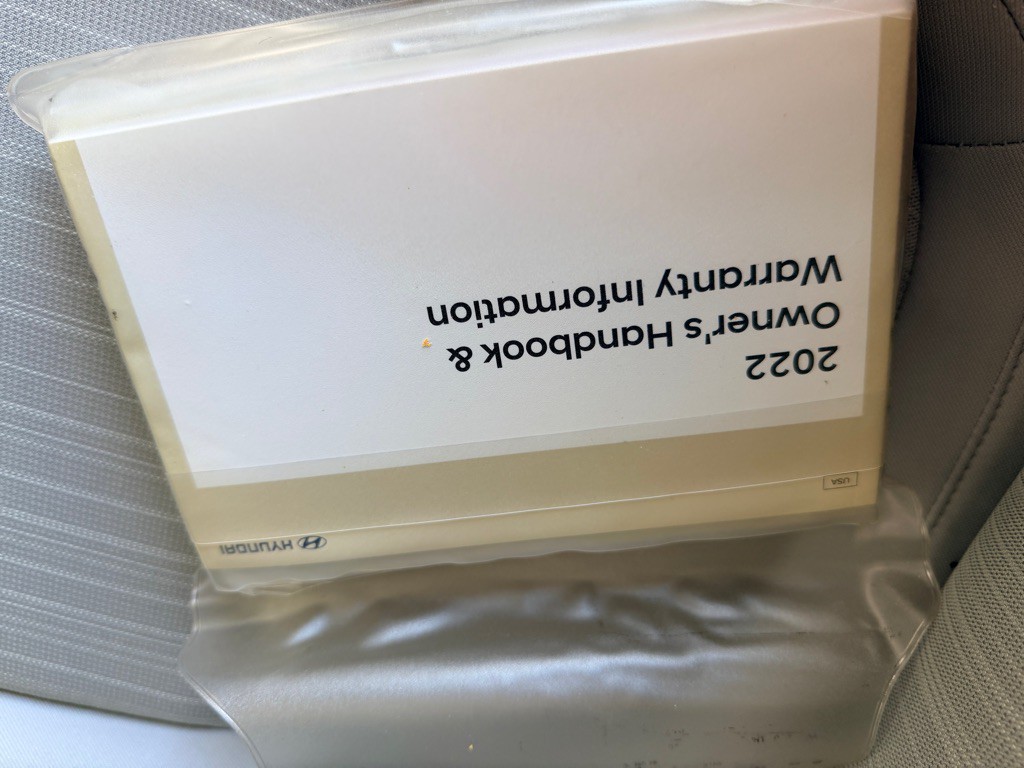 USA
HYUNDAI
2022
Owner's Handbook &
Warranty Information